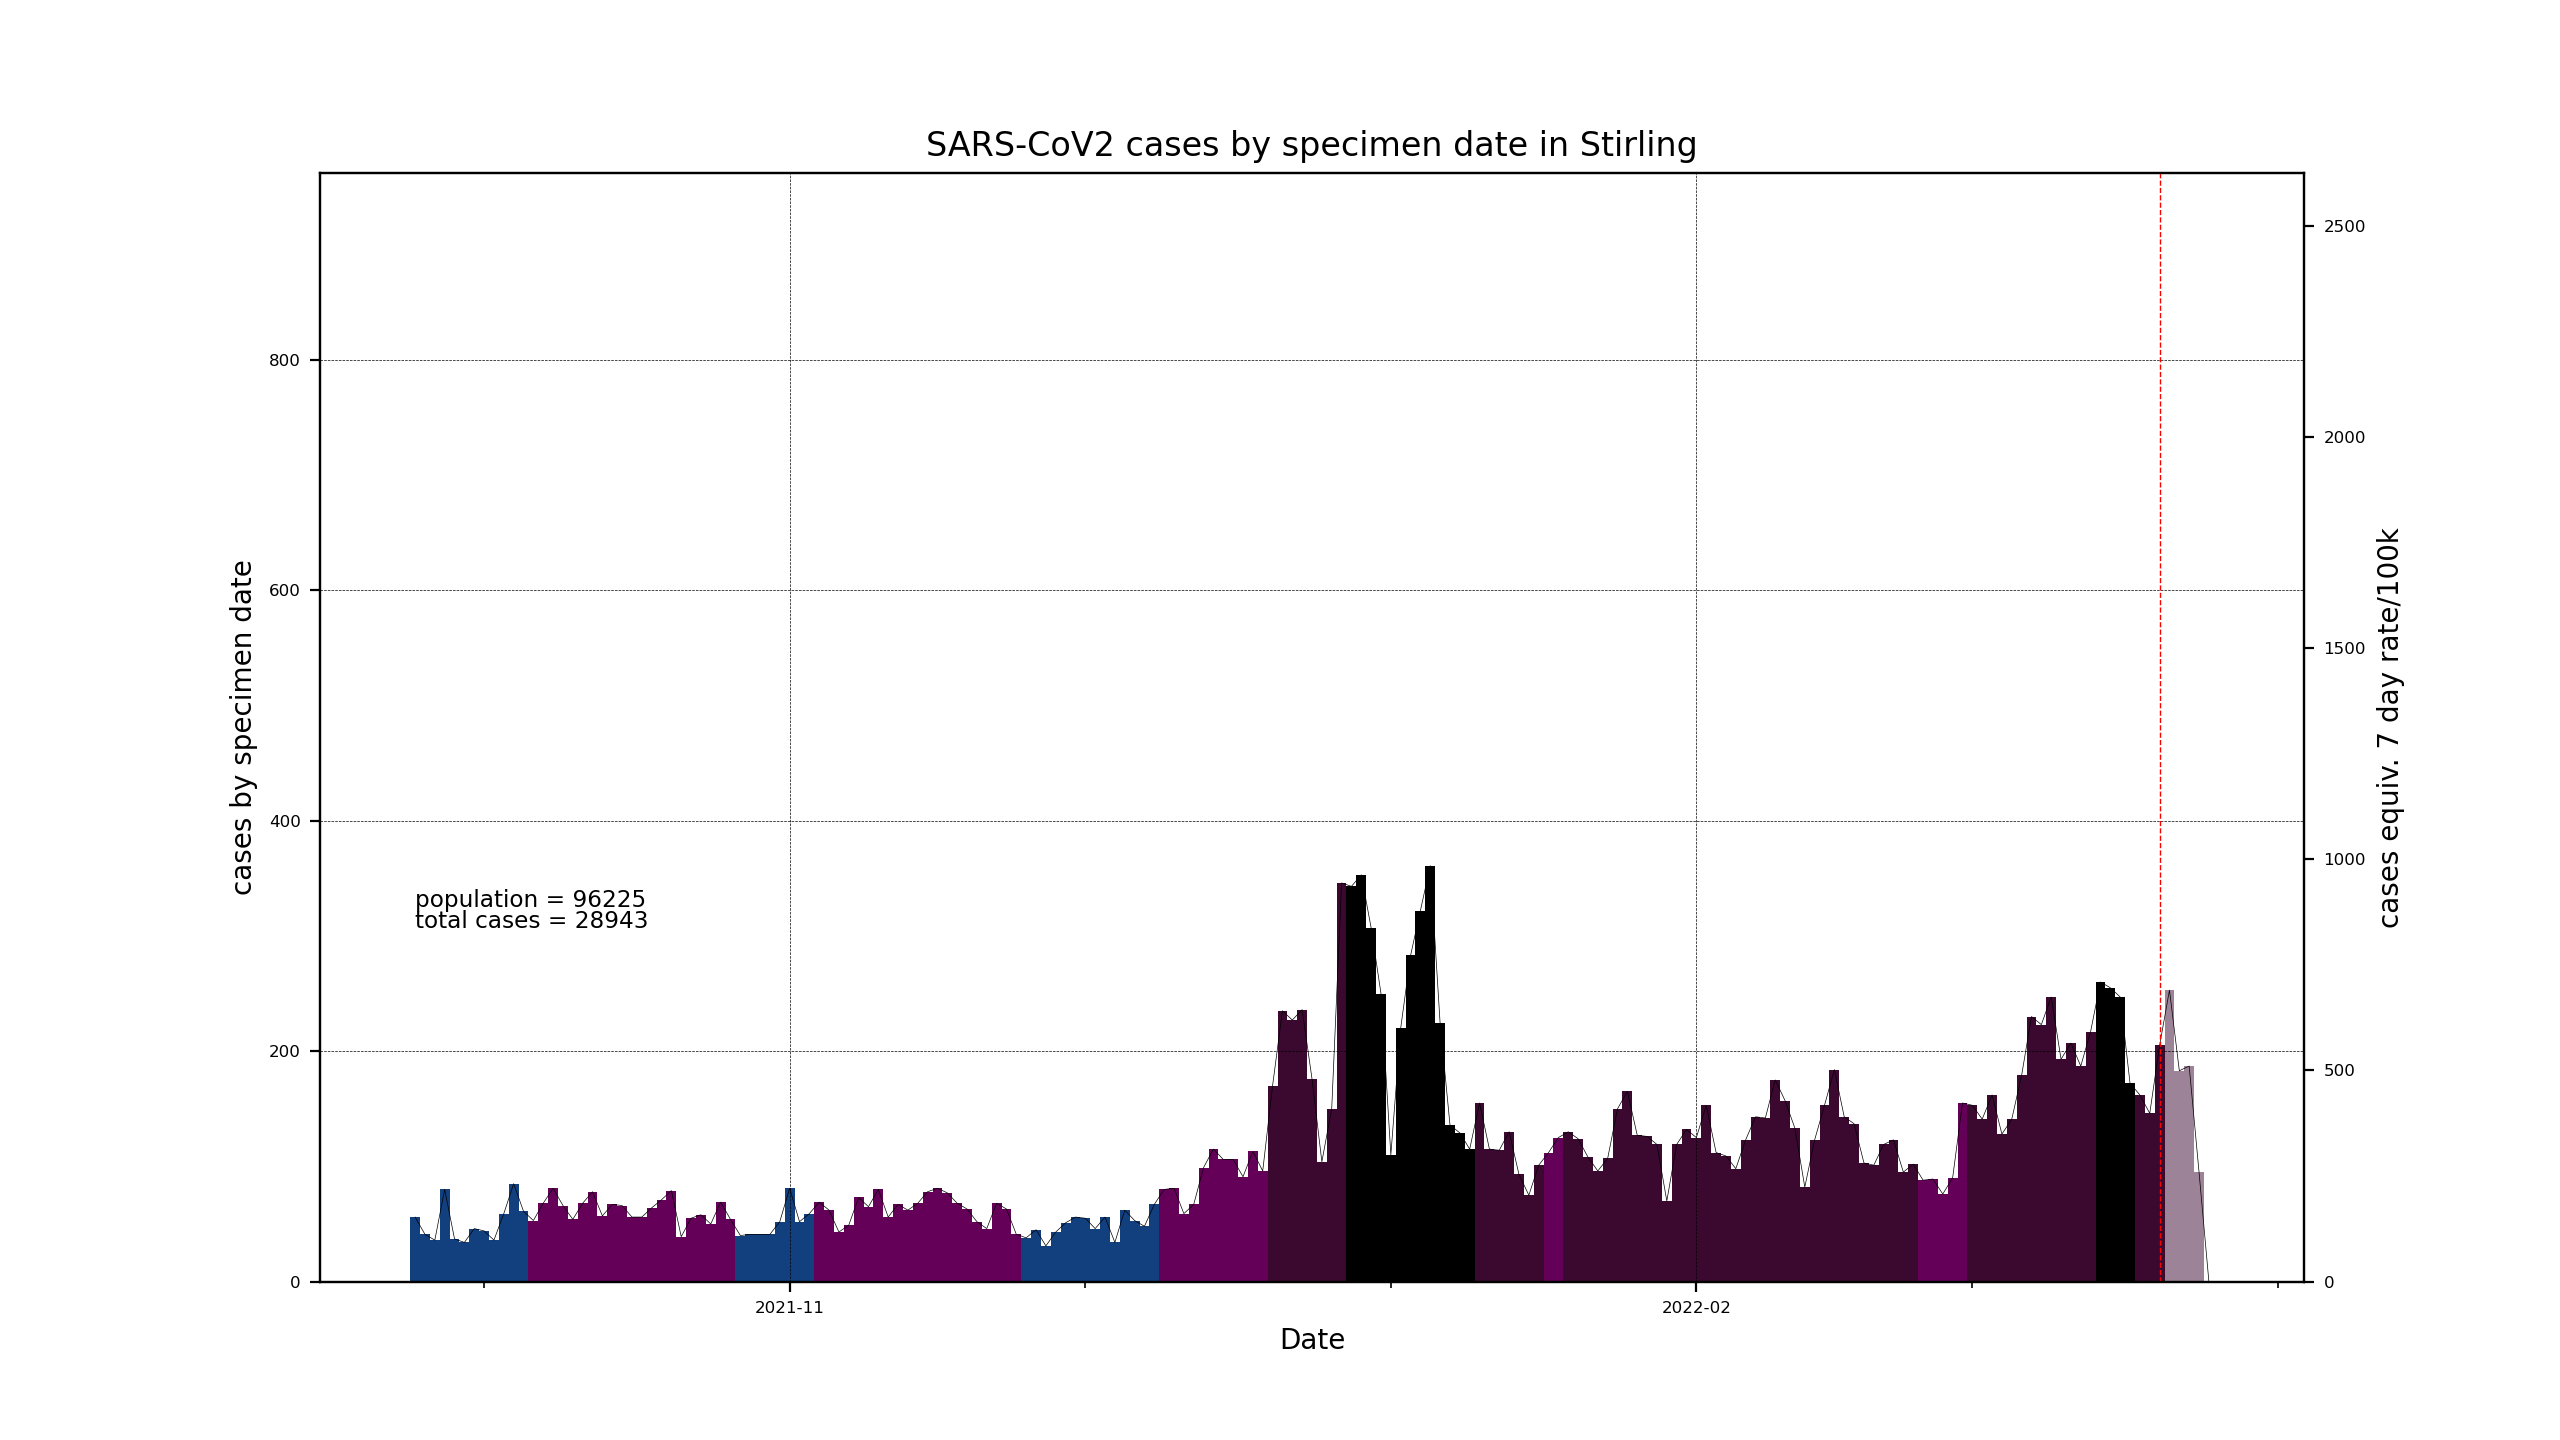 SARS-CoV2 cases by specimen date in Stirling
cases by specimen date
800
600
400
200
0
population = 96225
total cases = 28943
2500
2000
1500
1000
500
0
cases equiv. 7 day rate/100k
2021-11
2022-02
Date